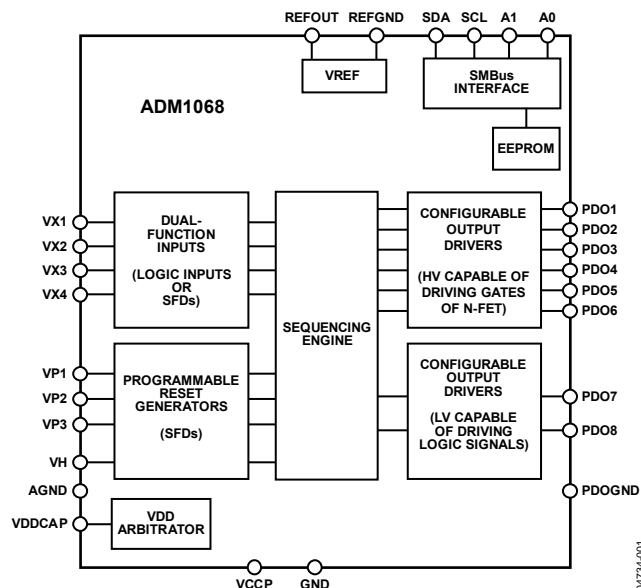 REFOUT REFGND SDA SCL A1 A0
VREF
SMBus
INTERFACE
ADM1068
EEPROM
VX1
VX2
VX3
VX4
DUAL-
FUNCTION
INPUTS
(LOGIC INPUTS
OR
SFDs)
SEQUENCING
ENGINE
CONFIGURABLE
OUTPUT
DRIVERS
(HV CAPABLE OF
DRIVING GATES
OF N-FET)
PDO1
PDO2
PDO3
PDO4
PDO5
PDO6
VP1
VP2
VP3
VH
PROGRAMMABLE
RESET
GENERATORS
(SFDs)
CONFIGURABLE
OUTPUT
DRIVERS
(LV CAPABLE
OF DRIVING
LOGIC SIGNALS)
PDO7
PDO8
AGND
PDOGND
VDDCAP
VDD
ARBITRATOR
VCCP
GND
04734-001